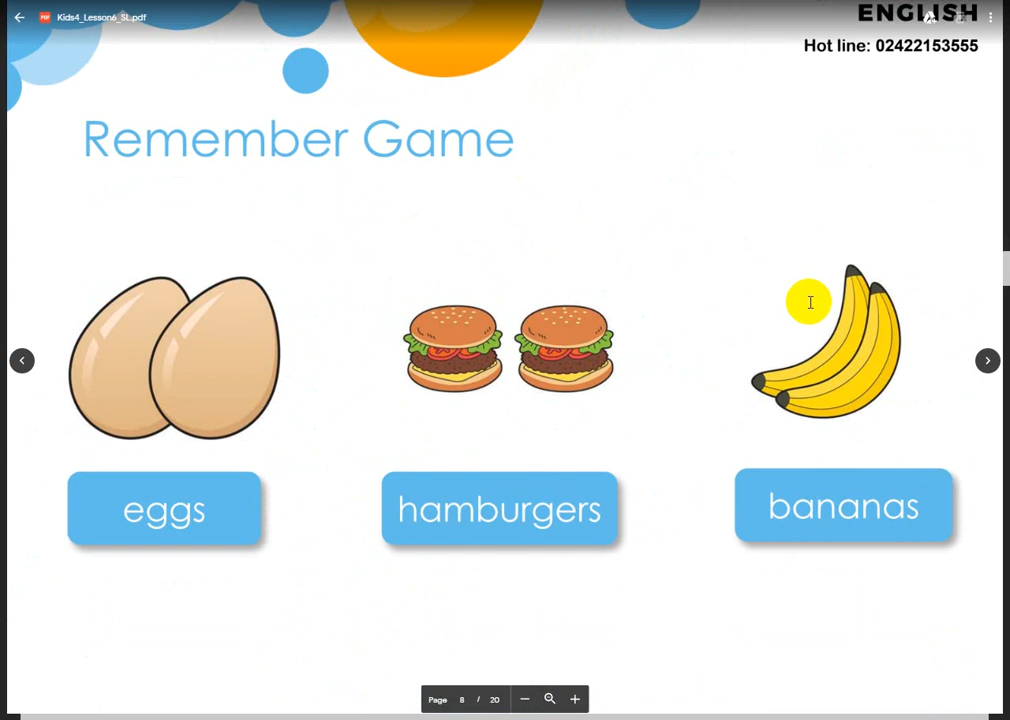 Kids4_Lesson6_SL.pdf
ENGLISH
Hot line: 02422153555
Remember Game
eggs
hamburgers
bananas
Page 8 / 20